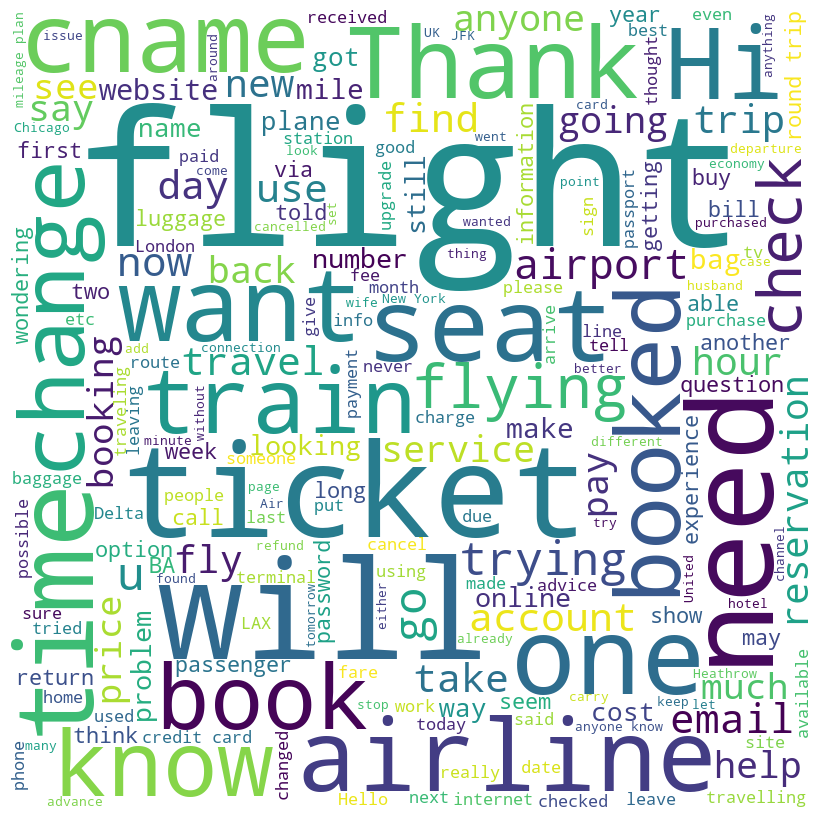 mileage plan
issue
cname
around
received
UK
JFK
Thank
anyone
year
best
even
Hi
anything
round trip
see
website
new
got
mile
thought
say
Chicago
name
plane
station
look
find
good
went
card
going
trip
departure
economy
flight
first
paid
come
day
via
use
told
set
cancelled
upgrade
still
wanted
information
point
sign
passport
getting
buy
purchased
bill
check
luggage
London
now
back
number
fee
thing
airport
bag
tv
case
wondering
two
etc
want
month
wife
New York
give
info
please
seat
arrive
husband
able
purchase
line
tell
another
time
change
route
connection
travel
never
better
hour
booking
leaving
travelling
add
train
payment
flying
charge
booked
question
need
reservation
minute
without
week
looking
someone
service
make
different
baggage
possible
Delta
people
call
page
Air
last
long
put
ticket
due
pay
try
experience
channel
option
BA
fly
found
refund
cancel
trying
United
hotel
sure
tried
u
terminal
tomorrow
password
using
either
made
advice
online
account
show
may
price
problem
LAX
will
go
already
one
Heathrow
return
home
passenger
fare
take
seem
carry
keep
let
much
available
used
book
stop
work
way
cost
email
think
credit card
today
said
anyone know
site
phone
many
know
changed
airline
really
date
help
advance
Hello
next
internet
checked
leave
travelling